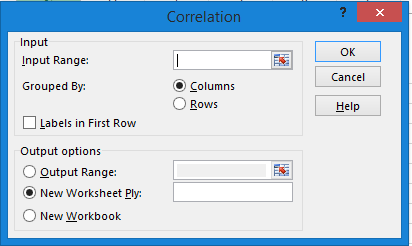 Correlation
?
Input
Input Range:
Grouped By:
Columns
Rows
Labels in First Row
Output options
Output Range:
New Worksheet Ply:
New Workbook
OK
Cancel
Help